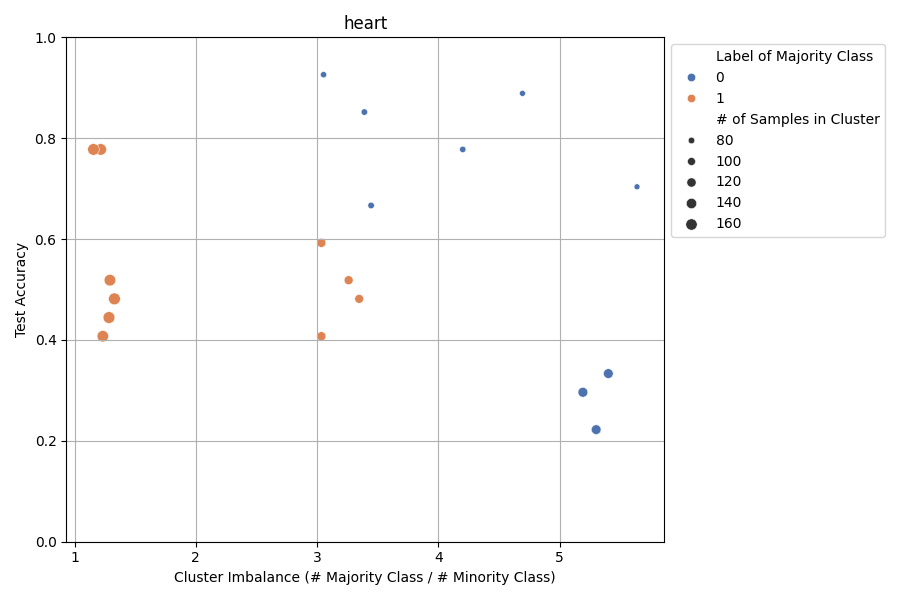 heart
1.0
0.8
0.6
0.4
0.2
0.0
Test Accuracy
1 2 3 4 5
Cluster Imbalance (# Majority Class / # Minority Class)
Label of Majority Class
0
1
# of Samples in Cluster
80
100
120
140
160